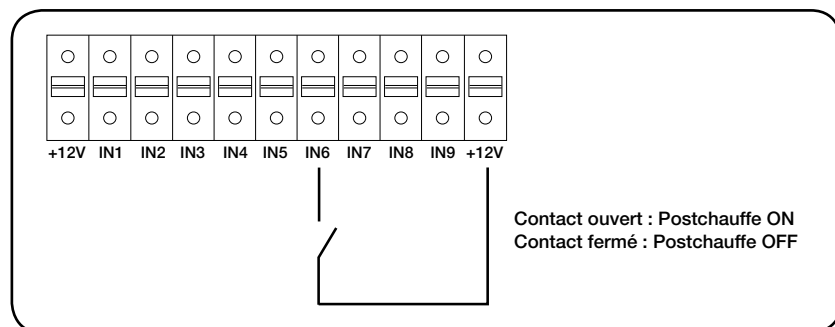 +12V IN1 IN2 IN3 IN4 IN5 IN6 IN7 IN8 IN9 +12V
Contact ouvert : Postchauffe ON
Contact fermé : Postchauffe OFF